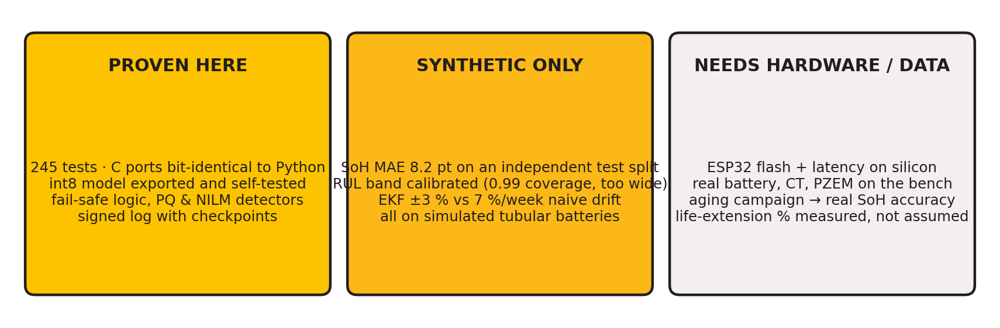 PROVEN HERE
245 tests · C ports bit-identical to Python
int8 model exported and self-tested
fail-safe logic, PQ & NILM detectors
signed log with checkpoints
SYNTHETIC ONLY
SoH MAE 8.2 pt on an independent test split
RUL band calibrated (0.99 coverage, too wide)
EKF ±3 % vs 7 %/week naive drift
all on simulated tubular batteries
NEEDS HARDWARE / DATA
ESP32 flash + latency on silicon
real battery, CT, PZEM on the bench
aging campaign → real SoH accuracy
life-extension % measured, not assumed